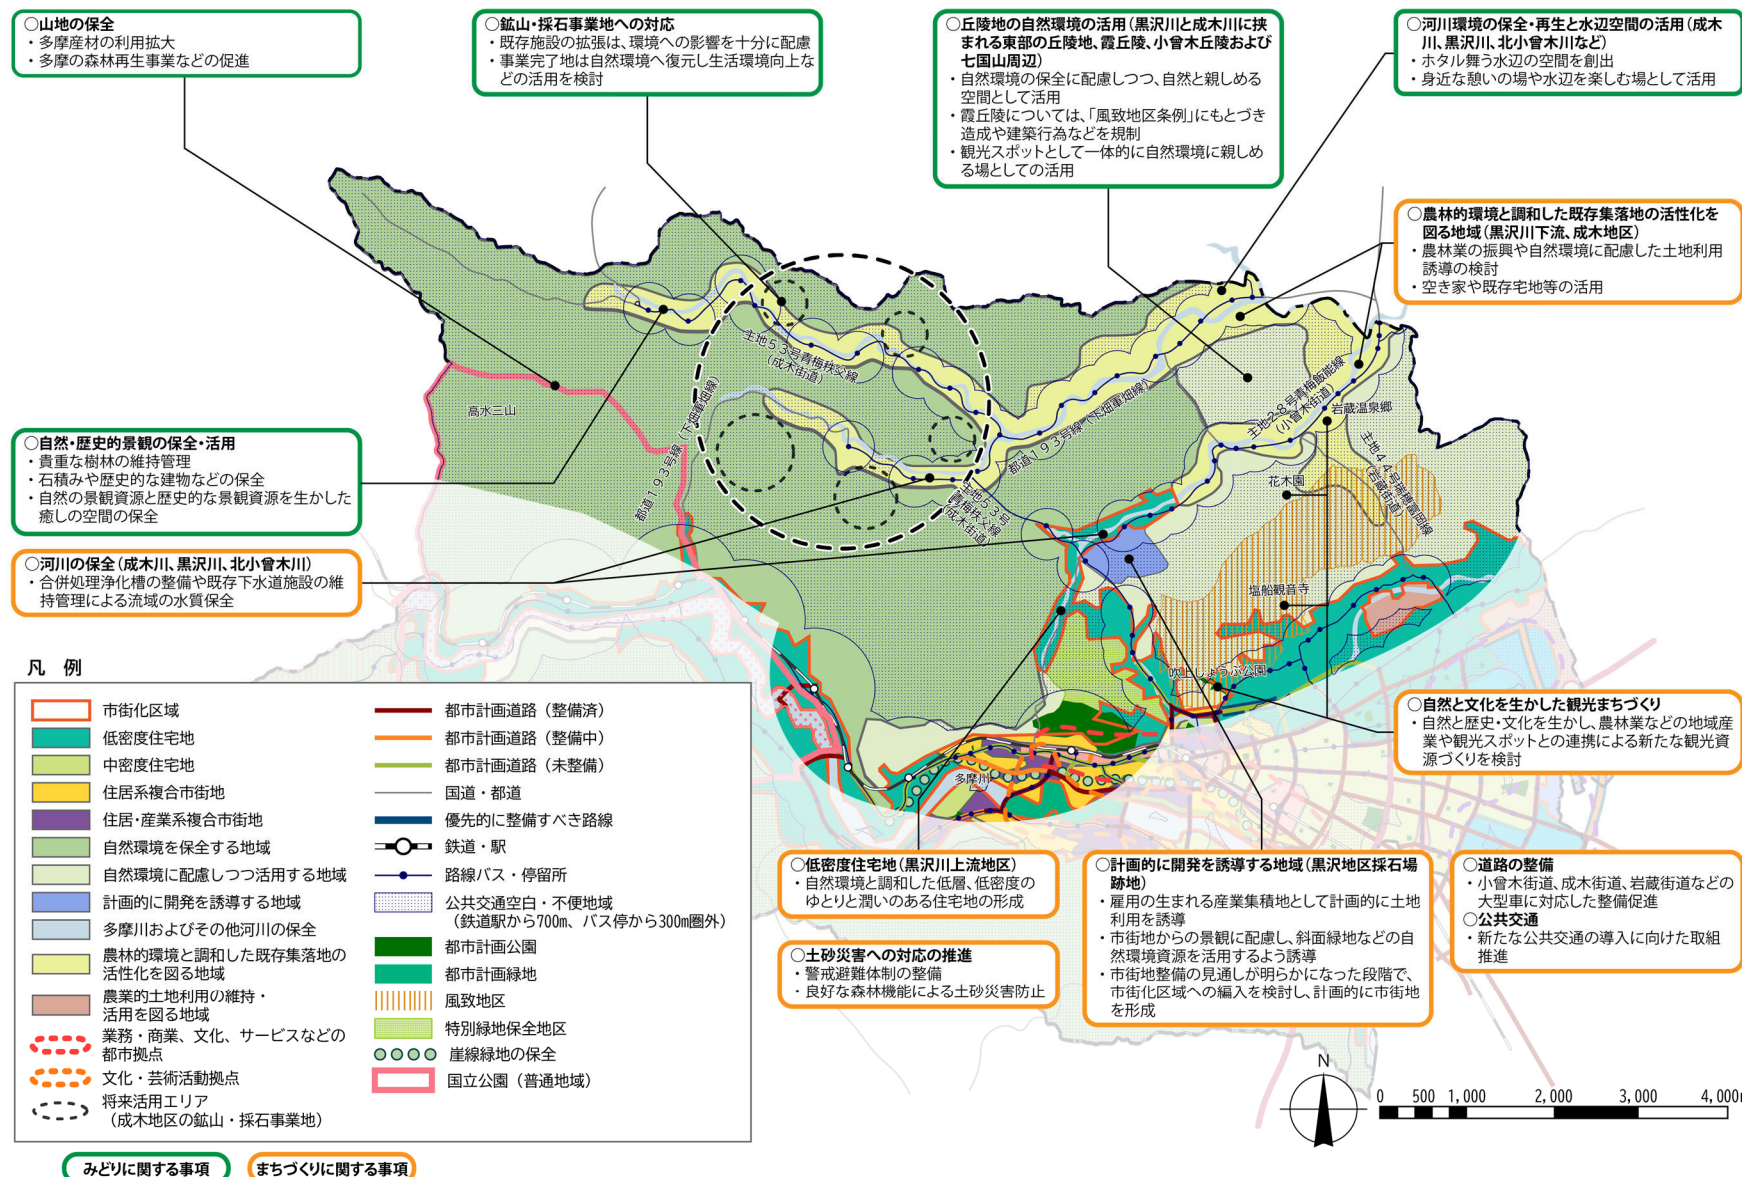 ○山地の保全
・多摩産材の利用拡大
・多摩の森林再生事業などの促進
○鉱山・採石事業地への対応
・既存施設の拡張は、環境への影響を十分に配慮
・事業完了地は自然環境へ復元し生活環境向上な
どの活用を検討
○丘陵地の自然環境の活用(黒沢川と成木川に挟
まれる東部の丘陵地、霞丘陵、小曾木丘陵および
七国山周辺)
・自然環境の保全に配慮しつつ、自然と親しめる
空間として活用
・霞丘陵については、「風致地区条例」にもとづき
造成や建築行為などを規制
・観光スポットとして一体的に自然環境に親しめ
る場としての活用
○河川環境の保全・再生と水辺空間の活用(成木
川、黒沢川、北小曾木川など)
・ホタル舞う水辺の空間を創出
・身近な憩いの場や水辺を楽しむ場として活用
○農林的環境と調和した既存集落地の活性化を
図る地域(黒沢川下流、成木地区)
・農林業の振興や自然環境に配慮した土地利用
誘導の検討
・空き家や既存宅地等の活用
主地53号青梅秩父線
(成木街道)
高水三山
都道193号線(下畑軍畑線)
都道193号線(下畑軍畑線)
主地28号青梅飯能線
(小曾木街道)
岩蔵温泉郷
主地44号瑞穂富岡線
(岩蔵街道)
花木園
主地53号
青梅秩父線
(成木街道)
塩船観音寺
吹上しょうぶ公園
多摩川
○自然・歴史的景観の保全・活用
・貴重な樹林の維持管理
・石積みや歴史的な建物などの保全
・自然の景観資源と歴史的な景観資源を生かした
癒しの空間の保全
○河川の保全(成木川、黒沢川、北小曾木川)
・合併処理浄化槽の整備や既存下水道施設の維
持管理による流域の水質保全
○自然と文化を生かした観光まちづくり
・自然と歴史・文化を生かし、農林業などの地域産
業や観光スポットとの連携による新たな観光資
源づくりを検討
○低密度住宅地(黒沢川上流地区)
・自然環境と調和した低層、低密度の
ゆとりと潤いのある住宅地の形成
○土砂災害への対応の推進
・警戒避難体制の整備
・良好な森林機能による土砂災害防止
○計画的に開発を誘導する地域(黒沢地区採石場
跡地)
・雇用の生まれる産業集積地として計画的に土地
利用を誘導
・市街地からの景観に配慮し、斜面緑地などの自
然環境資源を活用するよう誘導
・市街地整備の見通しが明らかになった段階で、
市街化区域への編入を検討し、計画的に市街地
を形成
○道路の整備
・小曾木街道、成木街道、岩蔵街道などの
大型車に対応した整備促進
○公共交通
・新たな公共交通の導入に向けた取組
推進
凡 例
市街化区域
低密度住宅地
中密度住宅地
住居系複合市街地
住居・産業系複合市街地
自然環境を保全する地域
自然環境に配慮しつつ活用する地域
計画的に開発を誘導する地域
多摩川およびその他河川の保全
農林的環境と調和した既存集落地の
活性化を図る地域
農業的土地利用の維持・
活用を図る地域
業務・商業、文化、サービスなどの
都市拠点
文化・芸術活動拠点
将来活用エリア
(成木地区の鉱山・採石事業地)
都市計画道路(整備済)
都市計画道路(整備中)
都市計画道路(未整備)
国道・都道
優先的に整備すべき路線
鉄道・駅
路線バス・停留所
公共交通空白・不便地域
(鉄道駅から700m、バス停から300m圏外)
都市計画公園
都市計画緑地
風致地区
特別緑地保全地区
崖線緑地の保全
国立公園(普通地域)
みどりに関する事項
まちづくりに関する事項
N
0 500 1,000 2,000 3,000 4,000